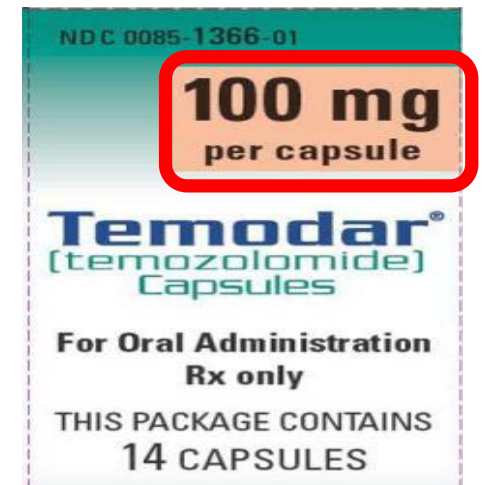 NDC 0085-1366-01
100 mg
per capsule
Temodar®
(temozolomide)
Capsules
For Oral Administration
Rx only
THIS PACKAGE CONTAINS
14 CAPSULES